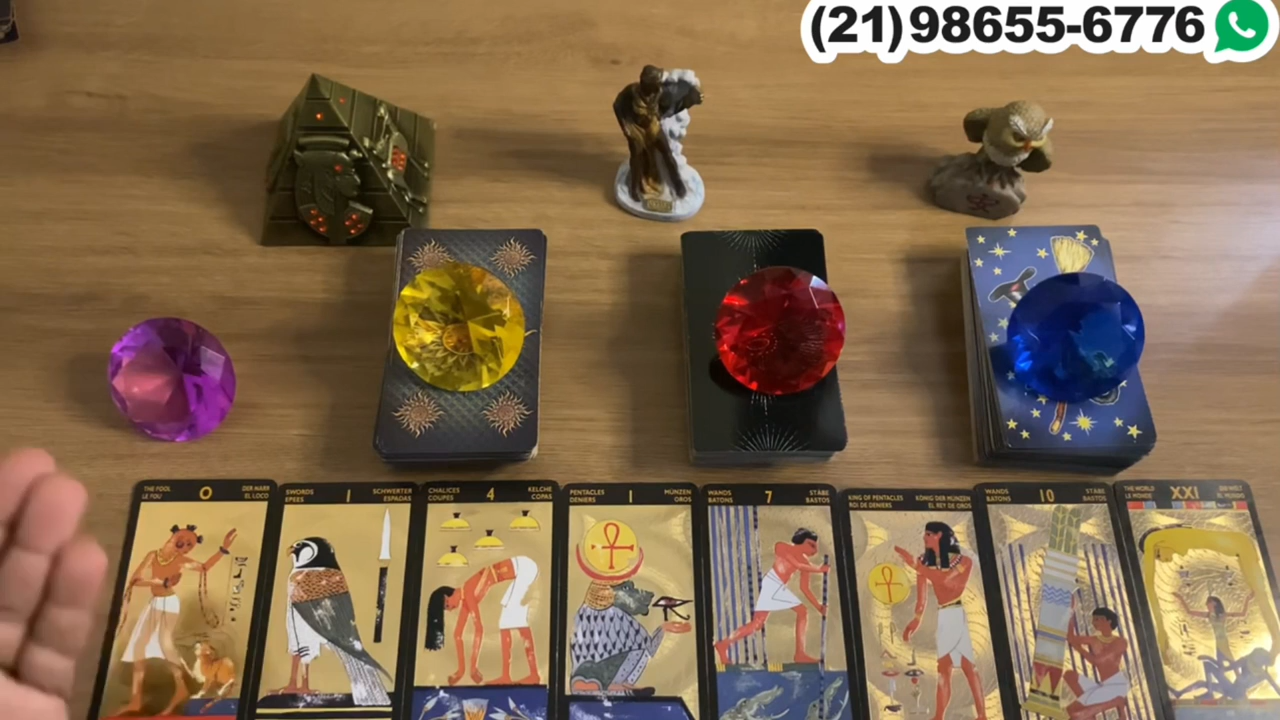 (21)98655-6776
THE FOOL
LE FOU
0
DER NARR
EL LOCO
SWORDS
EPEES
1
SCHWERTER
ESPADAS
CHALICES
COUPES
4
KELCHE
COPAS
PENTACLES
DENIERS
1
MÜNZEN
OROS
WANDS
BATONS
7
STÄBE
BASTOS
KING OF PENTACLES
ROI DE DENIERS
KÖNIG DER MÜNZEN
EL REY DE OROS
WANDS
BATONS
10
STÄBE
BASTOS
THE WORLD
LE MONDE
XXI
DIE WELT
EL MUNDO